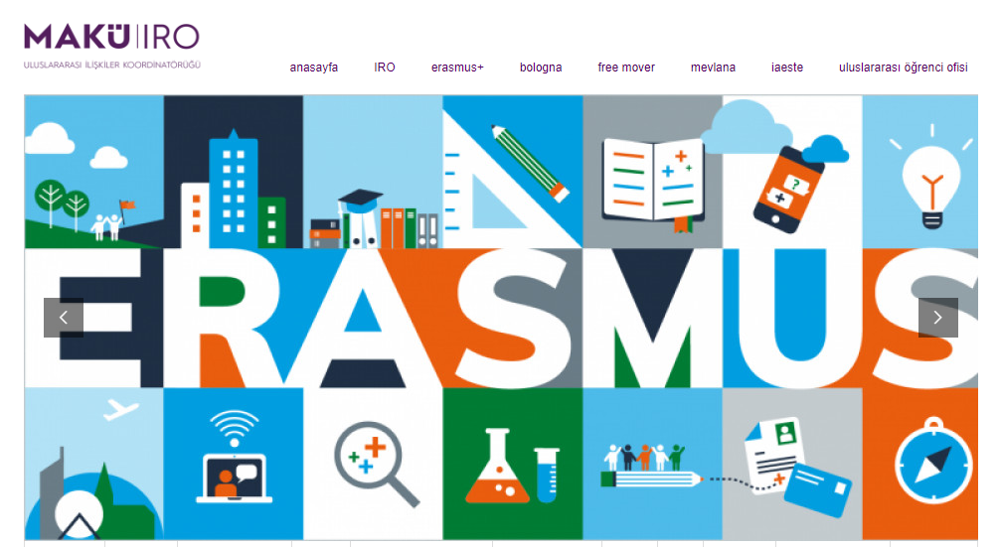 MAKÜ IRO
ULUSLARARASI İLİŞKİLER KOORDİNATÖRÜĞÜ
anasayfa IRO erasmus+ bologna free mover mevlana iaeste uluslararası öğrenci ofisi
?
ERASMUS